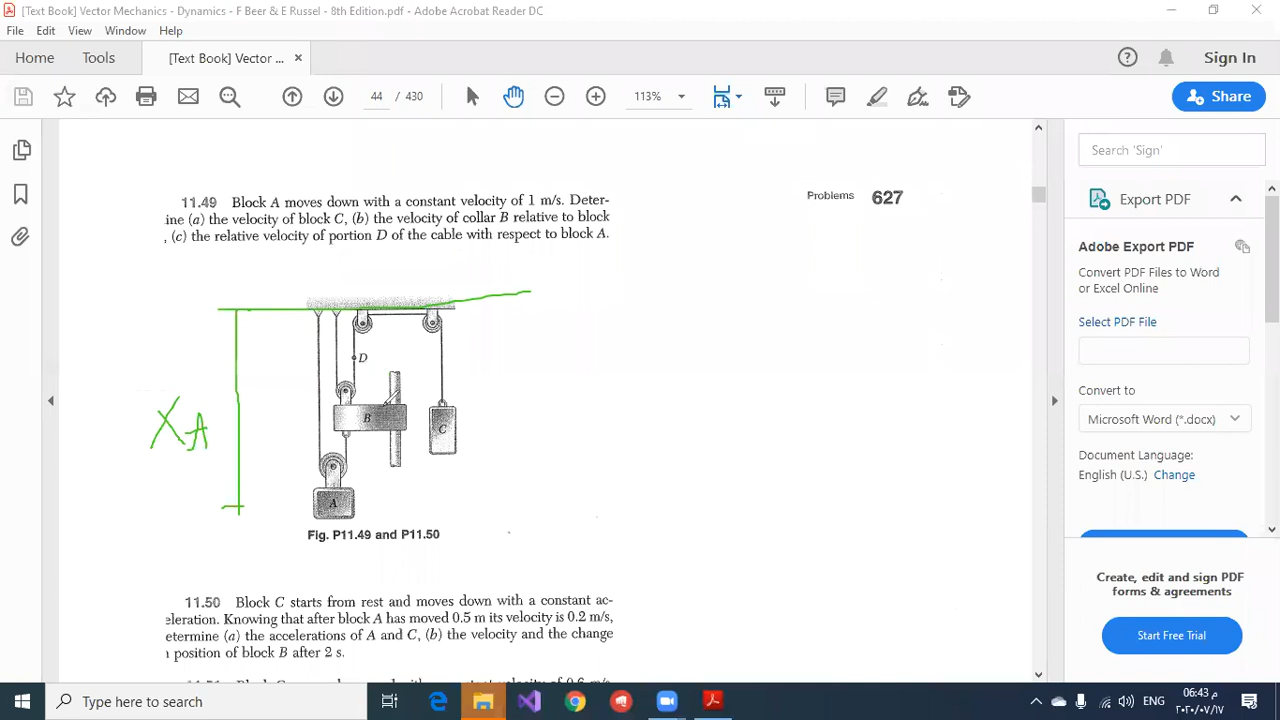 [Text Book] Vector Mechanics - Dynamics - F Beer & E Russel - 8th Edition.pdf - Adobe Acrobat Reader DC
File Edit View Window Help
Home Tools [Text Book] Vector ... × Sign In
44 / 430 113% Share
Search 'Sign'
Problems 627
11.49 Block A moves down with a constant velocity of 1 m/s. Deter-
ine (a) the velocity of block C, (b) the velocity of collar B relative to block
, (c) the relative velocity of portion D of the cable with respect to block A.
D
B
C
A
XA
Fig. P11.49 and P11.50
11.50 Block C starts from rest and moves down with a constant ac-
eleration. Knowing that after block A has moved 0.5 m its velocity is 0.2 m/s,
etermine (a) the accelerations of A and C, (b) the velocity and the change
position of block B after 2 s.
Export PDF
Adobe Export PDF
Convert PDF Files to Word
or Excel Online
Select PDF File
Convert to
Microsoft Word (*.docx)
Document Language:
English (U.S.) Change
Create, edit and sign PDF
forms & agreements
Start Free Trial
Type here to search
ENG
06:43 م
٢٠٢٠/٠٧/١٧